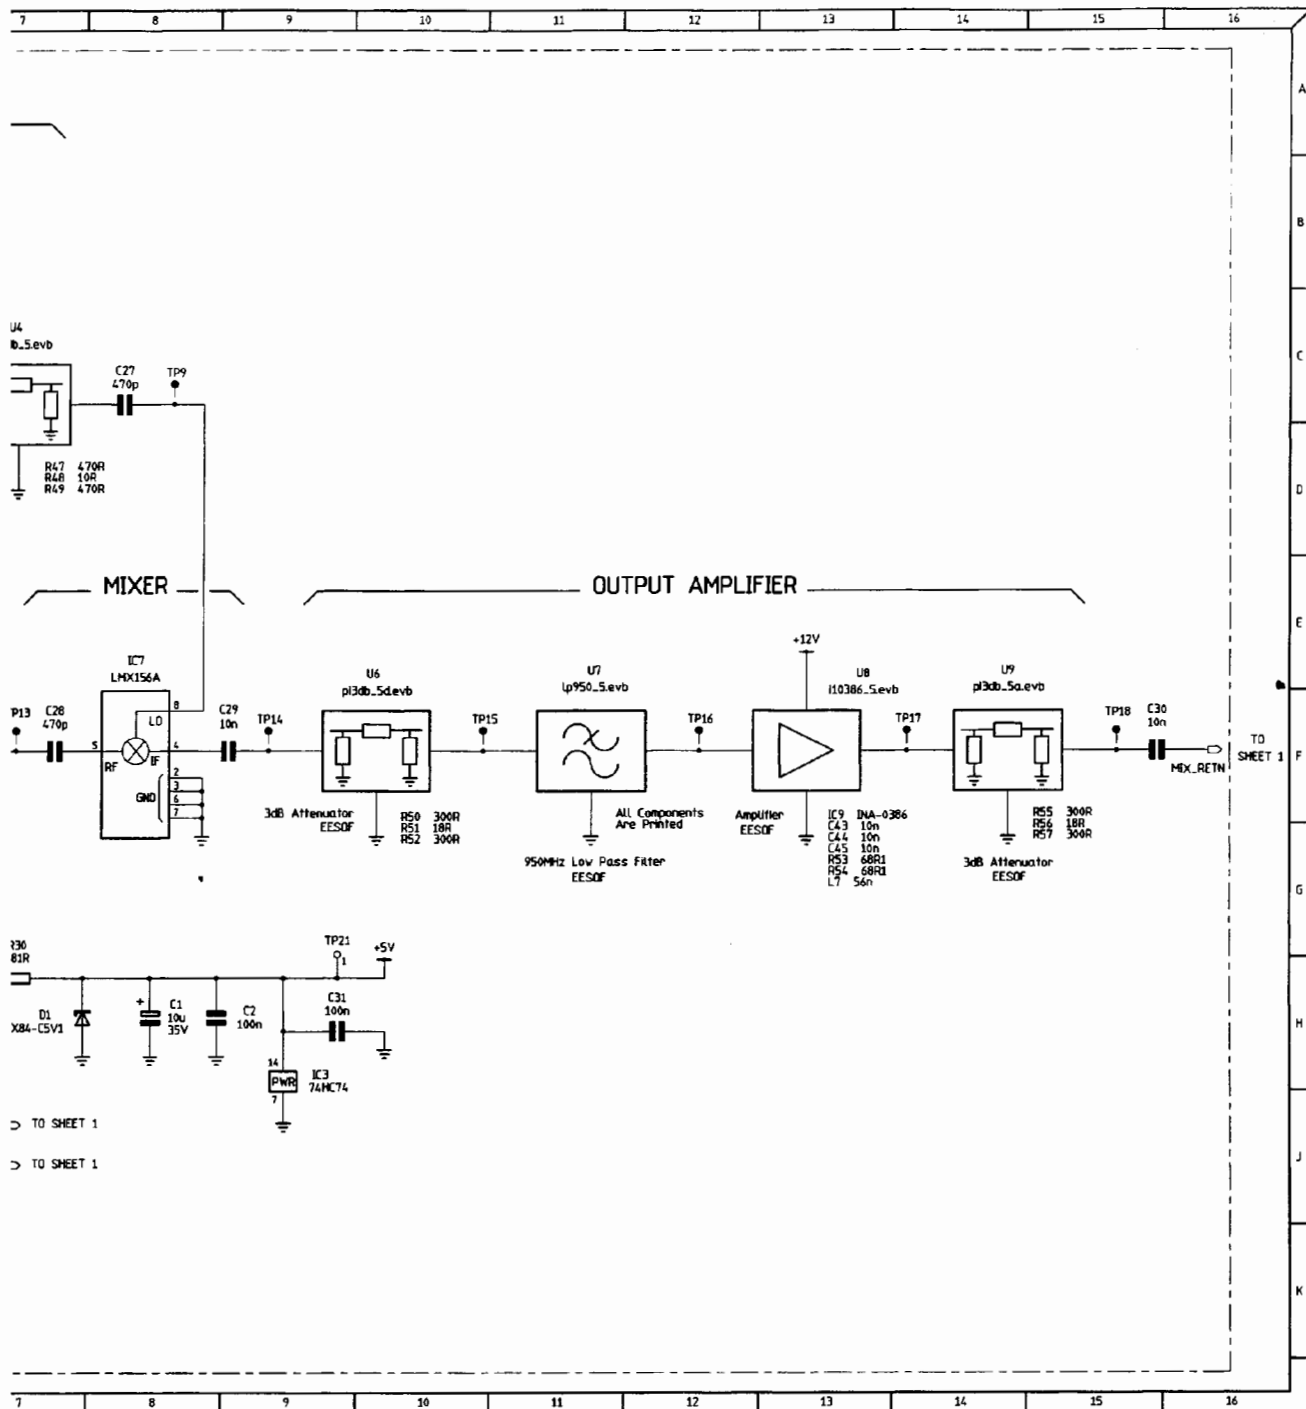 7 8 9 10 11 12 13 14 15 16
A
B
U4
b_5.evb
C
C27
470p
TP9
R47 470R
R48 10R
R49 470R
D
MIXER
OUTPUT AMPLIFIER
E
+12V
IC7
LMX156A
U6
pi3db_5d.evb
U7
lp950_5.evb
U8
i10386_5.evb
U9
pi3db_5a.evb
P13
C28
470p
8
LO
C29
10n
TP14
TP15
TP16
TP17
TP18
C30
10n
5
RF
IF
4
MIX_RETN
TO
SHEET 1
F
GND
2
3
6
7
3dB Attenuator
EESOF
R50 300R
R51 18R
R52 300R
All Components
Are Printed
950MHz Low Pass Filter
EESOF
Amplifier
EESOF
IC9 INA-0386
C43 10n
C44 10n
C45 10n
R53 68R1
R54 68R1
L7 56n
R55 300R
R56 18R
R57 300R
3dB Attenuator
EESOF
G
R30
81R
TP21
1
+5V
D1
X84-C5V1
+
C1
10u
35V
C2
100n
C31
100n
H
14
PWR
7
IC3
74HC74
TO SHEET 1
TO SHEET 1
J
K
7 8 9 10 11 12 13 14 15 16